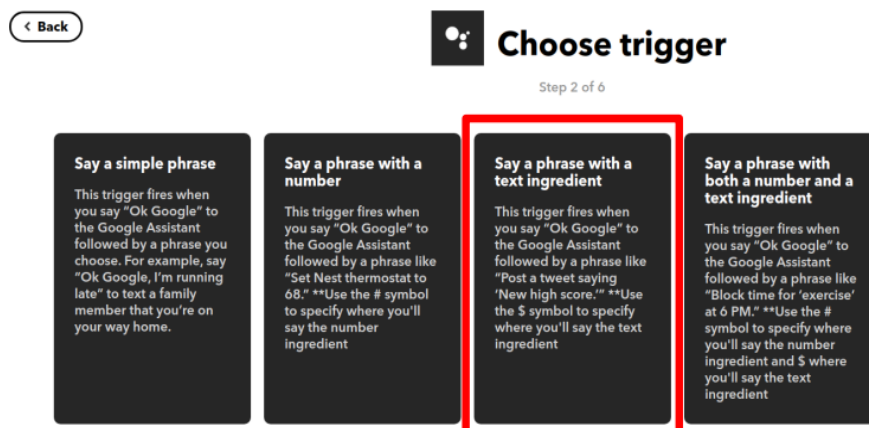 Back
Choose trigger
Step 2 of 6
Say a simple phrase
This trigger fires when
you say “Ok Google” to
the Google Assistant
followed by a phrase you
choose. For example, say
“Ok Google, I’m running
late” to text a family
member that you’re on
your way home.
Say a phrase with a
number
This trigger fires when
you say “Ok Google” to
the Google Assistant
followed by a phrase like
“Set Nest thermostat to
68.” **Use the # symbol
to specify where you'll
say the number
ingredient
Say a phrase with a
text ingredient
This trigger fires when
you say “Ok Google” to
the Google Assistant
followed by a phrase like
“Post a tweet saying
‘New high score.’” **Use
the $ symbol to specify
where you'll say the text
ingredient
Say a phrase with
both a number and a
text ingredient
This trigger fires when
you say “Ok Google” to
the Google Assistant
followed by a phrase like
“Block time for ‘exercise’
at 6 PM.” **Use the #
symbol to specify where
you'll say the number
ingredient and $ where
you'll say the text
ingredient